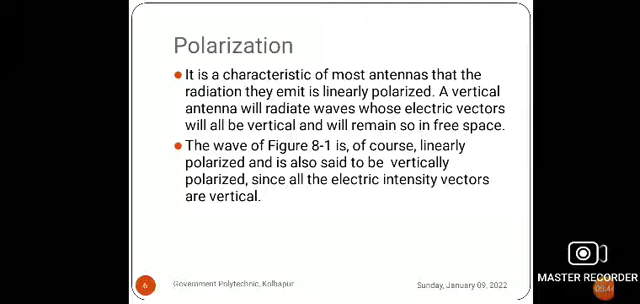 Polarization
It is a characteristic of most antennas that the
radiation they emit is linearly polarized. A vertical
antenna will radiate waves whose electric vectors
will all be vertical and will remain so in free space.
The wave of Figure 8-1 is, of course, linearly
polarized and is also said to be vertically
polarized, since all the electric intensity vectors
are vertical.
6
Government Polytechnic, Kolhapur
Sunday, January 09, 2022
MASTER RECORDER